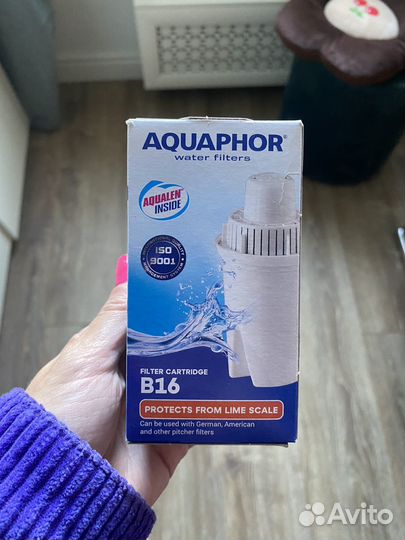 AQUAPHOR®
water filters
AQUALEN™
INSIDE
ISO
9001
FILTER CARTRIDGE
B16
PROTECTS FROM LIME SCALE
Can be used with German, American
and other pitcher filters
Avito